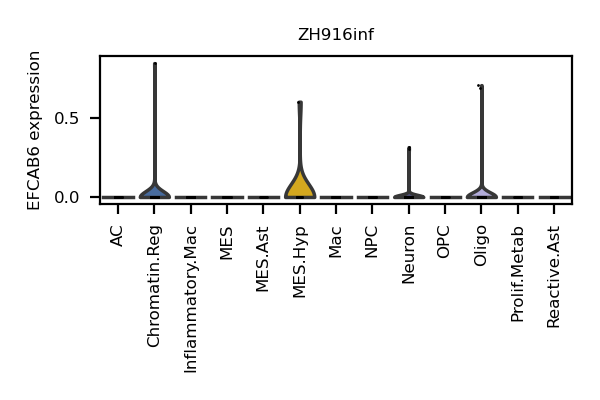 ZH916inf
EFCAB6 expression
0.5
0.0
AC
Chromatin.Reg
Inflammatory.Mac
MES
MES.Ast
MES.Hyp
Mac
NPC
Neuron
OPC
Oligo
Prolif.Metab
Reactive.Ast